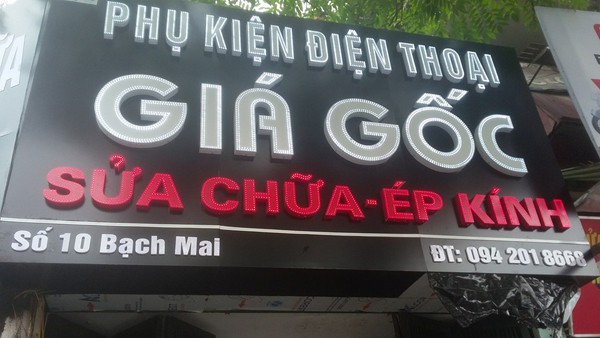 PHỤ KIỆN ĐIỆN THOẠI
GIÁ GỐC
SỬA CHỮA-ÉP KÍNH
Số 10 Bạch Mai
ĐT: 094 201 8668